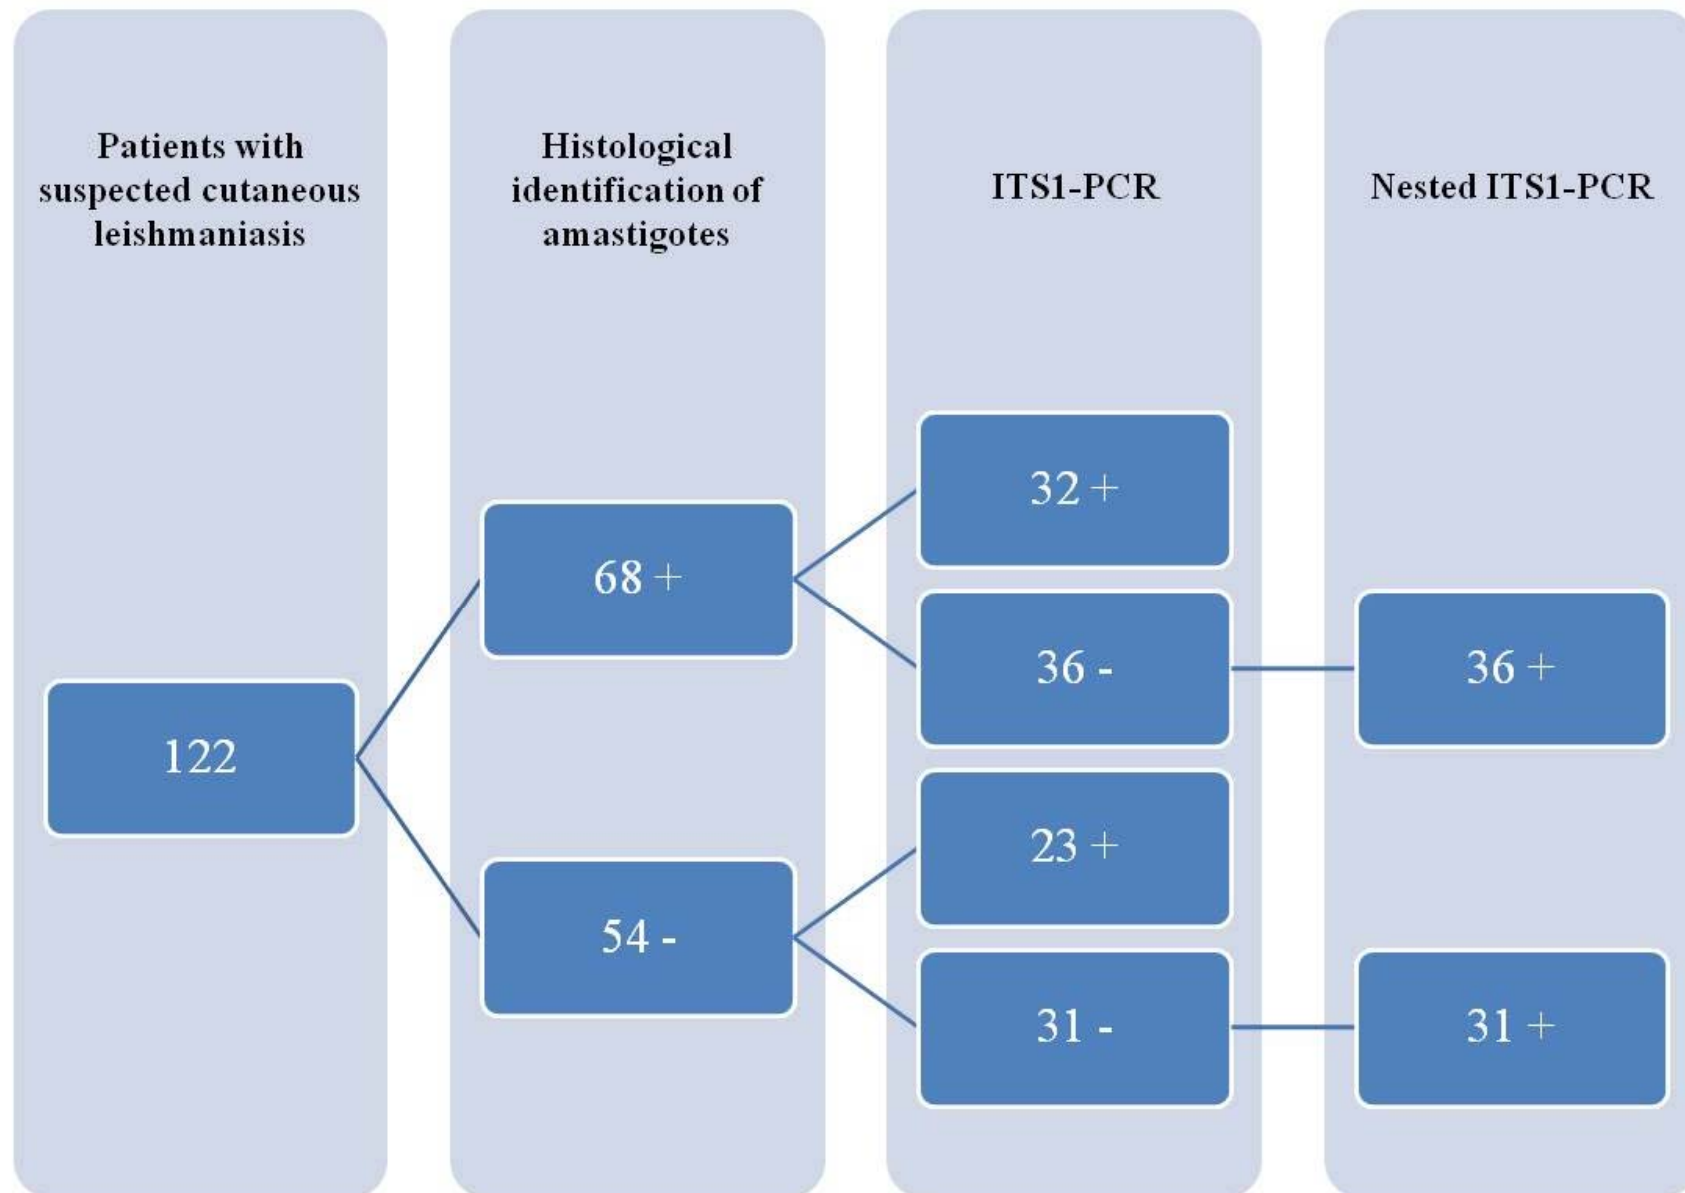 Patients with
suspected cutaneous
leishmaniasis
Histological
identification of
amastigotes
ITS1-PCR
Nested ITS1-PCR
122
68 +
54 -
32 +
36 -
23 +
31 -
36 +
31 +